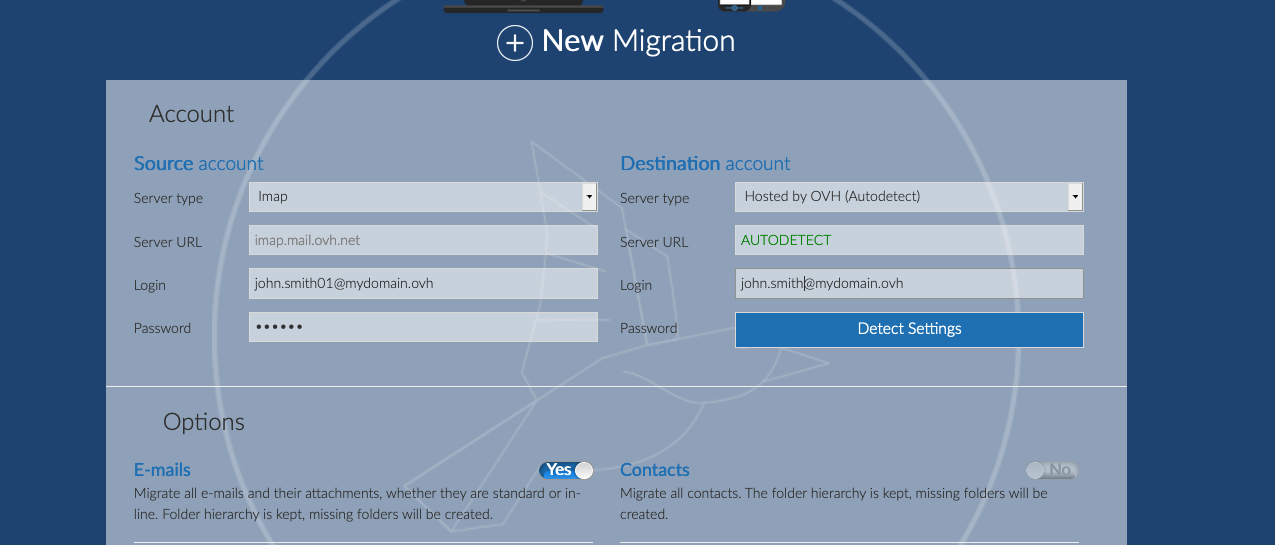 New Migration
Account
Source account
Server type Imap
Server URL imap.mail.ovh.net
Login john.smith01@mydomain.ovh
Password ••••••
Destination account
Server type Hosted by OVH (Autodetect)
Server URL AUTODETECT
Login john.smith@mydomain.ovh
Password Detect Settings
Options
E-mails Yes
Migrate all e-mails and their attachments, whether they are standard or in-
line. Folder hierarchy is kept, missing folders will be created.
Contacts No
Migrate all contacts. The folder hierarchy is kept, missing folders will be
created.